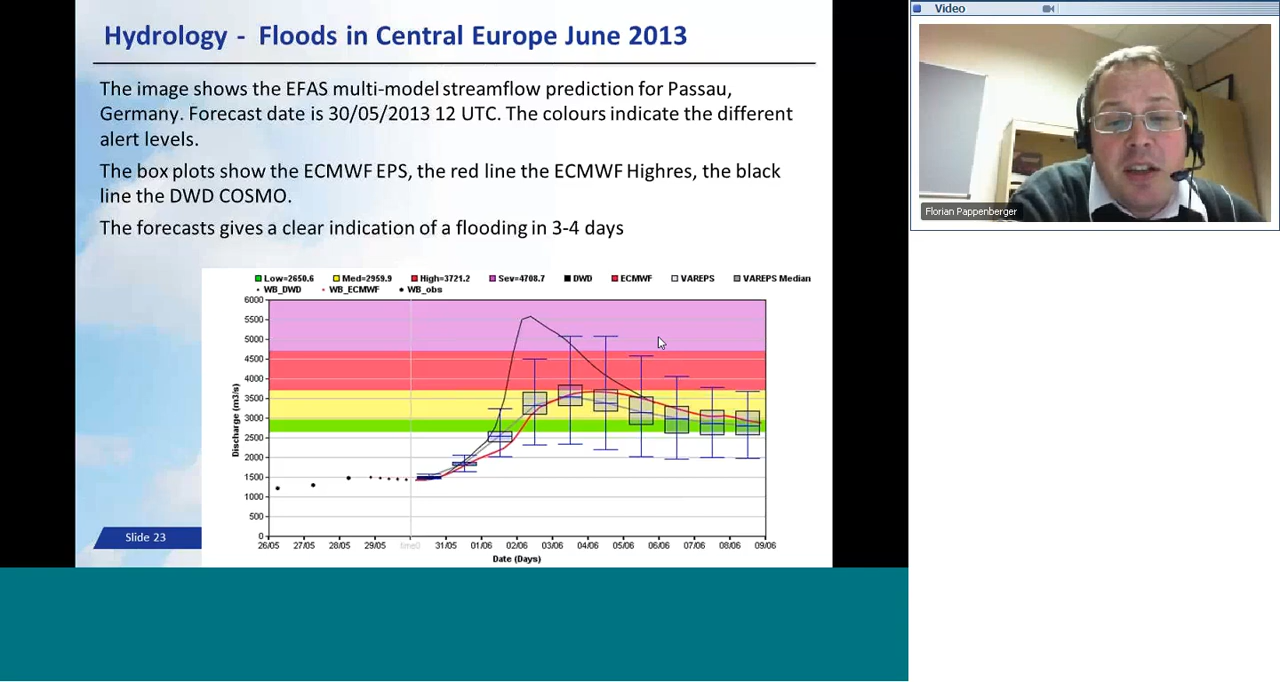 Hydrology - Floods in Central Europe June 2013
The image shows the EFAS multi-model streamflow prediction for Passau,
Germany. Forecast date is 30/05/2013 12 UTC. The colours indicate the different
alert levels.
The box plots show the ECMWF EPS, the red line the ECMWF Highres, the black
line the DWD COSMO.
The forecasts gives a clear indication of a flooding in 3-4 days
Low=2650.6 Med=2959.9 High=3721.2 Sev=4708.7 DWD ECMWF VAREPS VAREPS Median
WB_DWD WB_ECMWF WB_obs
6000
5500
5000
4500
4000
3500
3000
2500
2000
1500
1000
500
0
Discharge (m3/s)
26/05 27/05 28/05 29/05 time0 31/05 01/06 02/06 03/06 04/06 05/06 06/06 07/06 08/06 09/06
Date (Days)
Slide 23
Video
Florian Pappenberger